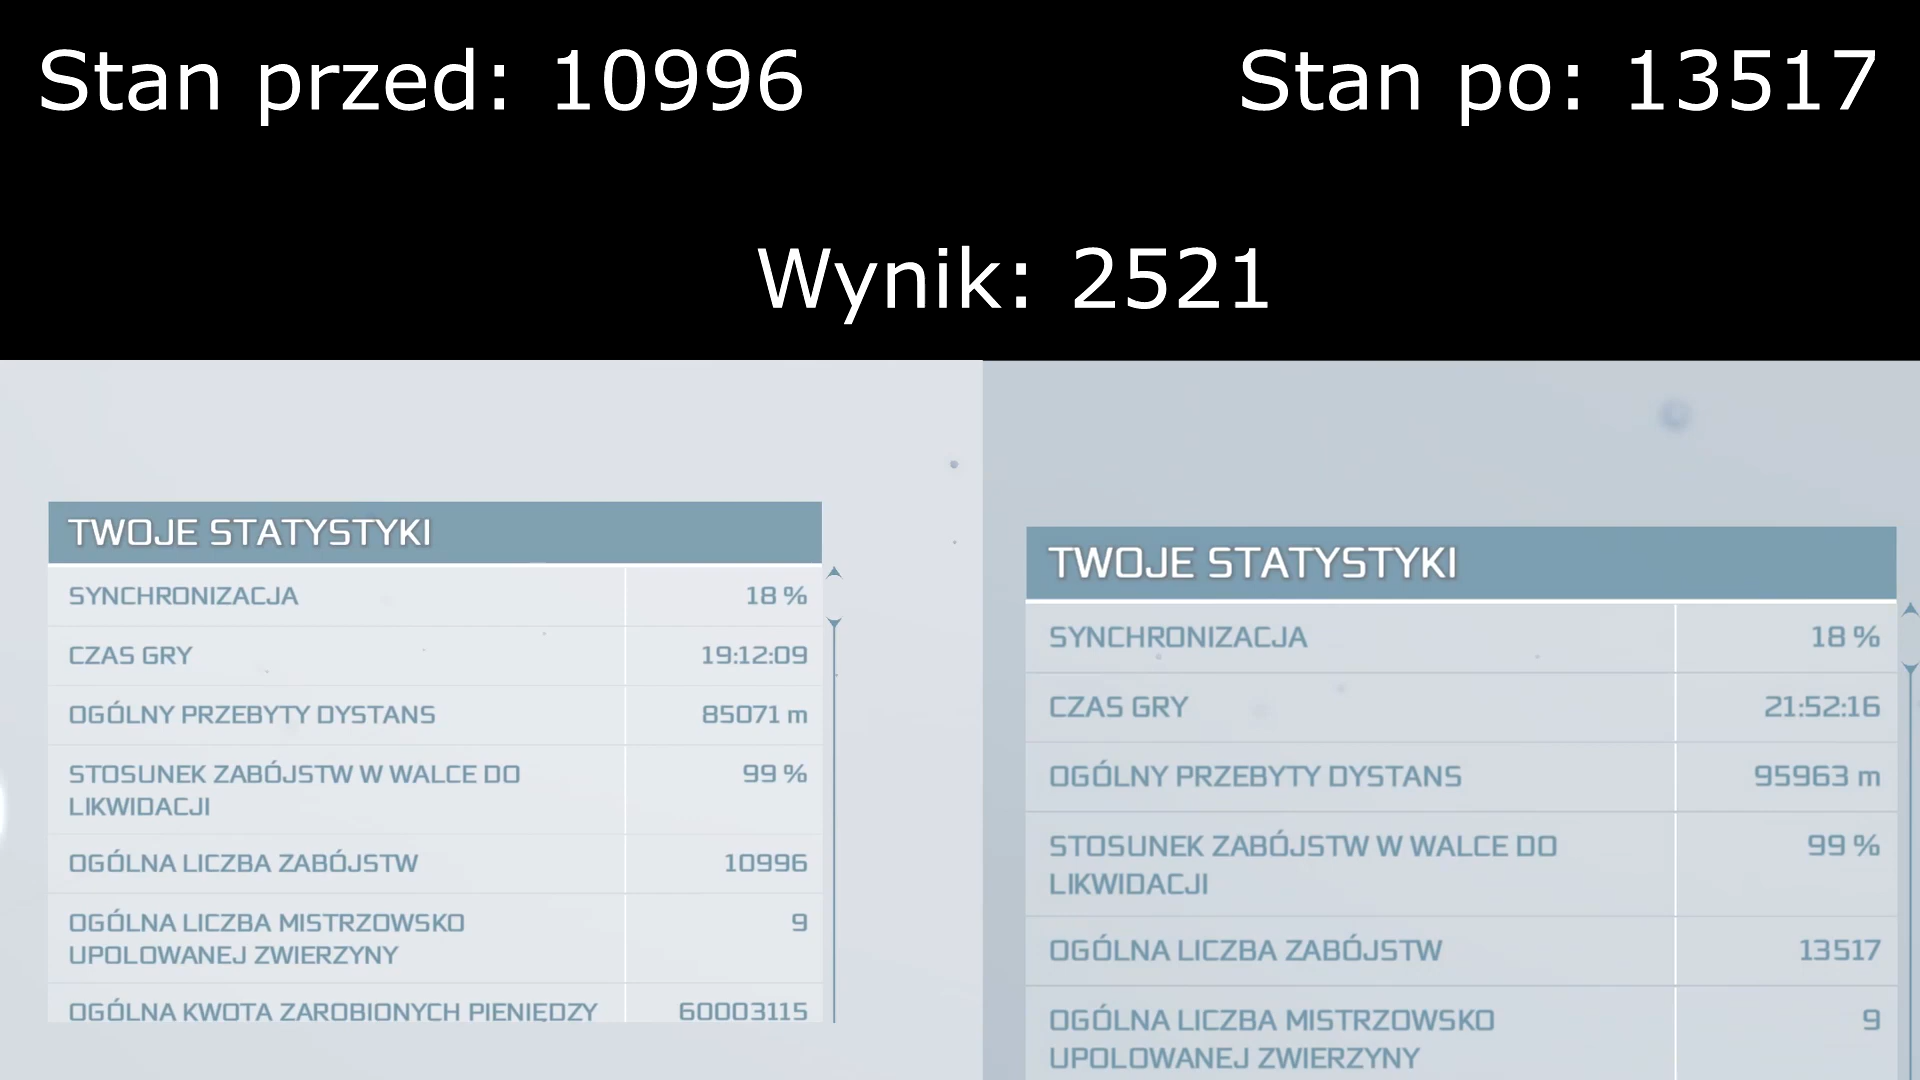 Stan przed: 10996
Stan po: 13517
Wynik: 2521
TWOJE STATYSTYKI
SYNCHRONIZACJA 18 %
CZAS GRY 19:12:09
OGÓLNY PRZEBYTY DYSTANS 85071 m
STOSUNEK ZABÓJSTW W WALCE DO 99 %
LIKWIDACJI
OGÓLNA LICZBA ZABÓJSTW 10996
OGÓLNA LICZBA MISTRZOWSKO 9
UPOLOWANEJ ZWIERZYNY
OGÓLNA KWOTA ZAROBIONYCH PIENIĘDZY 60003115
TWOJE STATYSTYKI
SYNCHRONIZACJA 18 %
CZAS GRY 21:52:16
OGÓLNY PRZEBYTY DYSTANS 95963 m
STOSUNEK ZABÓJSTW W WALCE DO 99 %
LIKWIDACJI
OGÓLNA LICZBA ZABÓJSTW 13517
OGÓLNA LICZBA MISTRZOWSKO 9
UPOLOWANEJ ZWIERZYNY